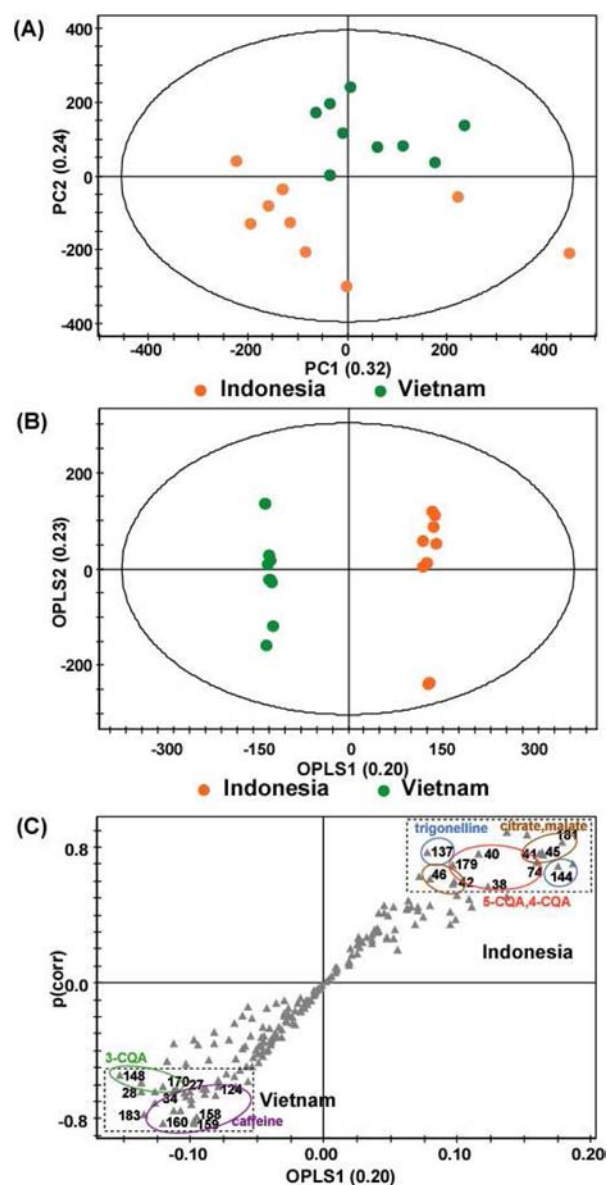 (A)
400
200
0
-200
-400
PC2 (0.24)
-400
-200
0
200
400
PC1 (0.32)
Indonesia Vietnam
(B)
200
0
-200
OPLS2 (0.23)
-300
-150
0
150
300
OPLS1 (0.20)
Indonesia Vietnam
(C)
0.8
0.0
-0.8
p(corr)
trigonelline citrate,malate
181
137 40 41 45
179
46 42 38 74 144
5-CQA,4-CQA
Indonesia
3-CQA
148 170 27 124
28 34
Vietnam
183 158
160 159 caffeine
-0.10 0.00 0.10 0.20
OPLS1 (0.20)